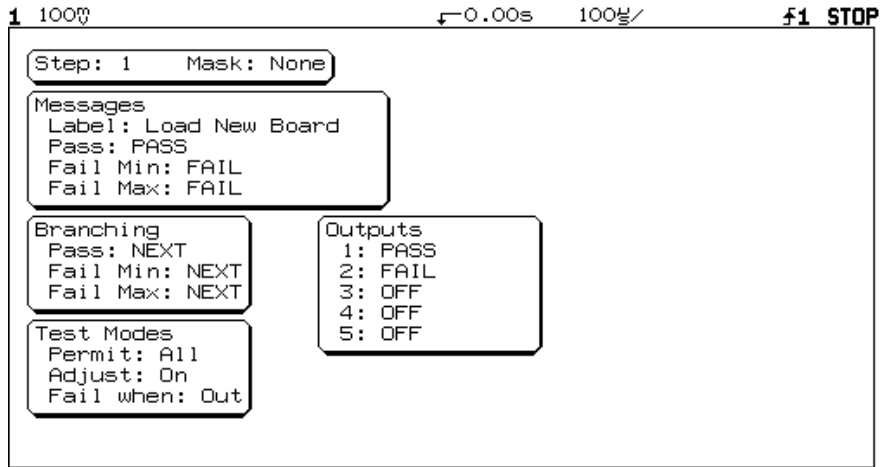 1 100㎷ 0.00s 100㎲/ 1 STOP
Step: 1 Mask: None
Messages
Label: Load New Board
Pass: PASS
Fail Min: FAIL
Fail Max: FAIL
Branching
Pass: NEXT
Fail Min: NEXT
Fail Max: NEXT
Outputs
1: PASS
2: FAIL
3: OFF
4: OFF
5: OFF
Test Modes
Permit: All
Adjust: On
Fail when: Out